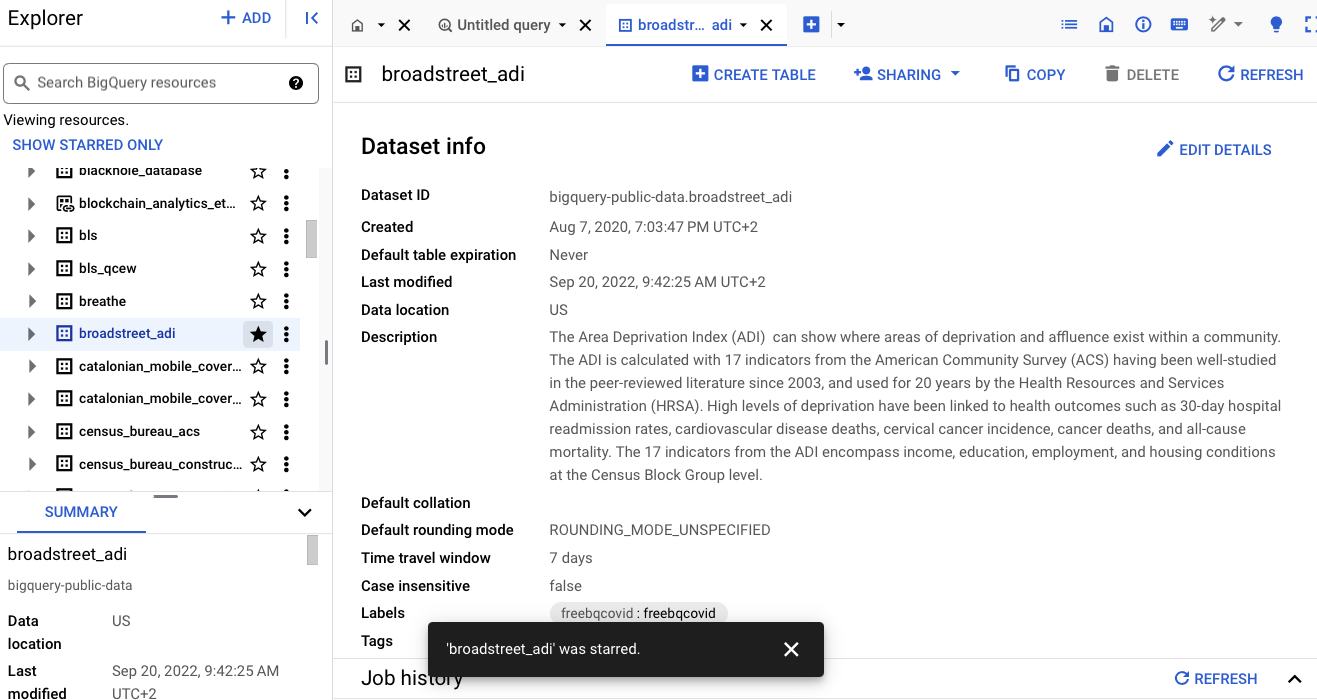 Explorer
ADD
Search BigQuery resources
Viewing resources.
SHOW STARRED ONLY
blackhole_database
blockchain_analytics_et...
bls
bls_qcew
breathe
broadstreet_adi
catalonian_mobile_cover...
catalonian_mobile_cover...
census_bureau_acs
census_bureau_construc...
SUMMARY
broadstreet_adi
bigquery-public-data
Data location US
Last modified Sep 20, 2022, 9:42:25 AM UTC+2
Untitled query
broadstr... adi
broadstreet_adi
CREATE TABLE
SHARING
COPY
DELETE
REFRESH
Dataset info
EDIT DETAILS
Dataset ID bigquery-public-data.broadstreet_adi
Created Aug 7, 2020, 7:03:47 PM UTC+2
Default table expiration Never
Last modified Sep 20, 2022, 9:42:25 AM UTC+2
Data location US
Description The Area Deprivation Index (ADI)  can show where areas of deprivation and affluence exist within a community.
The ADI is calculated with 17 indicators from the American Community Survey (ACS) having been well-studied
in the peer-reviewed literature since 2003, and used for 20 years by the Health Resources and Services
Administration (HRSA). High levels of deprivation have been linked to health outcomes such as 30-day hospital
readmission rates, cardiovascular disease deaths, cervical cancer incidence, cancer deaths, and all-cause
mortality. The 17 indicators from the ADI encompass income, education, employment, and housing conditions
at the Census Block Group level.
Default collation
Default rounding mode ROUNDING_MODE_UNSPECIFIED
Time travel window 7 days
Case insensitive false
Labels freebqcovid : freebqcovid
Tags
'broadstreet_adi' was starred.
Job history
REFRESH